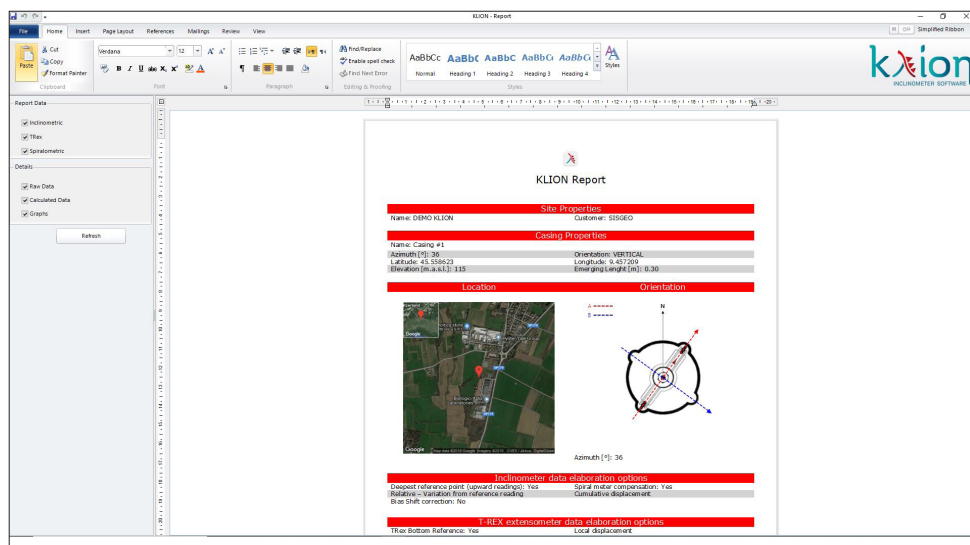 KLION - Report
File Home Insert Page Layout References Mailings Review View
Simplified Ribbon
Paste
Cut
Copy
Format Painter
Clipboard
Verdana 12
Font
Paragraph
Find/Replace
Enable spell check
Find Next Error
Editing & Proofing
AaBbCc AaBbC AaBbC AaBbC AaBbC
Normal Heading 1 Heading 2 Heading 3 Heading 4
Styles
Styles
klion
INCLINOMETER SOFTWARE
Report Data
Inclinometric
TRex
Spiralometric
Details
Raw Data
Calculated Data
Graphs
Refresh
KLION Report
Site Properties
Name: DEMO KLION Customer: SISGEO
Casing Properties
Name: Casing #1
Azimuth [°]: 36 Orientation: VERTICAL
Latitude: 45.558623 Longitude: 9.457209
Elevation [m.a.s.l.]: 115 Emerging Lenght [m]: 0.30
Location Orientation
A
B
N
Google
Google
Azimuth [°]: 36
Inclinometer data elaboration options
Deepest reference point (upward readings): Yes Spiral meter compensation: Yes
Relative – Variation from reference reading Cumulative displacement
Bias Shift correction: No
T-REX extensometer data elaboration options
TRex Bottom Reference: Yes Local displacement